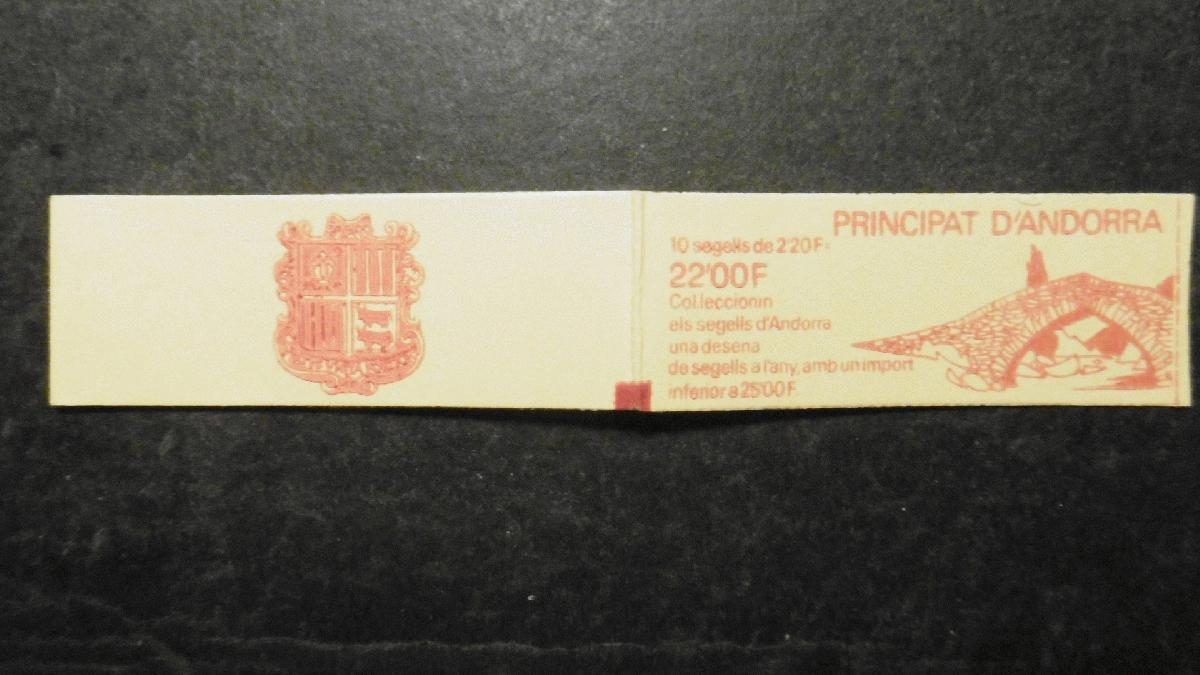 PRINCIPAT D'ANDORRA
10 segells de 2'20F=
22'00F
Col.leccionin
els segells d'Andorra
una desena
de segells a l'any, amb un import
inferior a 25'00F